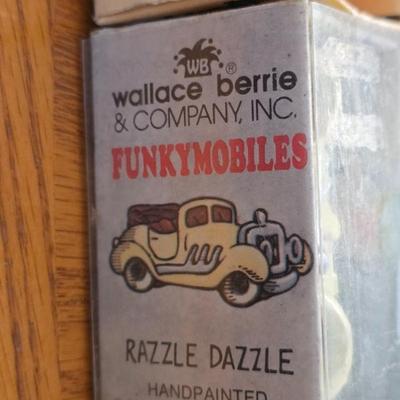 WB ®
wallace berrie
& COMPANY, INC.
FUNKYMOBILES
RAZZLE DAZZLE
HANDPAINTED